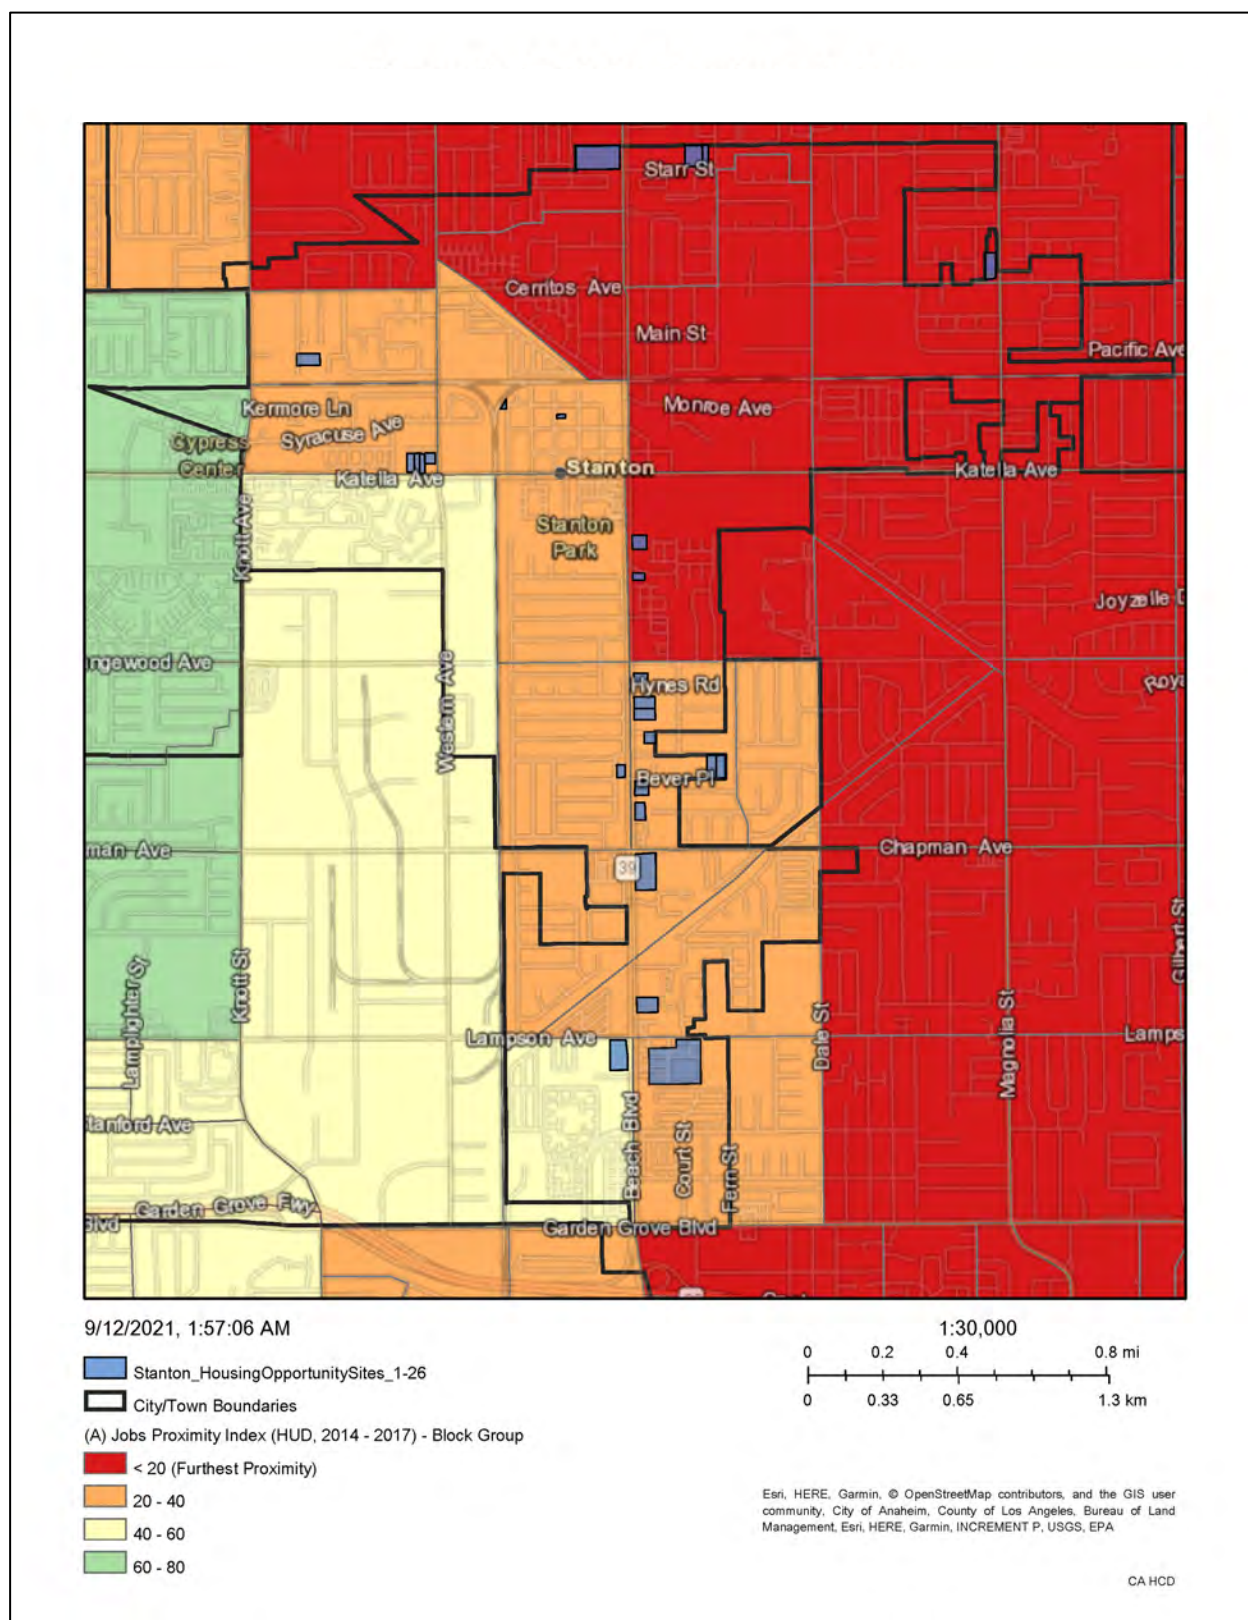 Starr St
Cerritos Ave
Main St
Pacific Ave
Kermore Ln
Monroe Ave
Syracuse Ave
Cypress
Center
Katella Ave
Stanton
Katella Ave
Knott Ave
Stanton
Park
Joyzelle D
ngewood Ave
Western Ave
Hynes Rd
Roya
Bever Pl
man Ave
39
Chapman Ave
Gilbert St
Lamplighter St
Knott St
Lampson Ave
Dale St
Magnolia St
Lamps
Stanford Ave
Beach Blvd
Court St
Fern St
Blvd
Garden Grove Fwy
Garden Grove Blvd
9/12/2021, 1:57:06 AM
1:30,000
0 0.2 0.4 0.8 mi
0 0.33 0.65 1.3 km
Stanton_HousingOpportunitySites_1-26
City/Town Boundaries
(A) Jobs Proximity Index (HUD, 2014 - 2017) - Block Group
< 20 (Furthest Proximity)
20 - 40
40 - 60
60 - 80
Esri, HERE, Garmin, © OpenStreetMap contributors, and the GIS user
community, City of Anaheim, County of Los Angeles, Bureau of Land
Management, Esri, HERE, Garmin, INCREMENT P, USGS, EPA
CA HCD